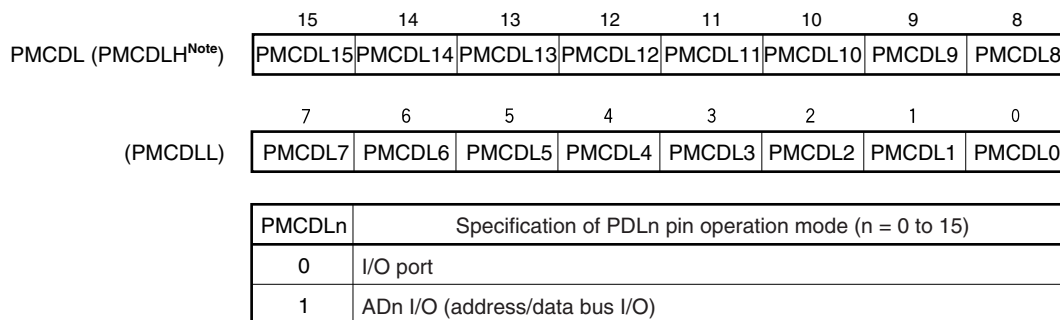 15 14 13 12 11 10 9 8
PMCDL (PMCDLH^Note) PMCDL15 PMCDL14 PMCDL13 PMCDL12 PMCDL11 PMCDL10 PMCDL9 PMCDL8
7 6 5 4 3 2 1 0
(PMCDLL) PMCDL7 PMCDL6 PMCDL5 PMCDL4 PMCDL3 PMCDL2 PMCDL1 PMCDL0
PMCDLn Specification of PDLn pin operation mode (n = 0 to 15)
0 I/O port
1 ADn I/O (address/data bus I/O)